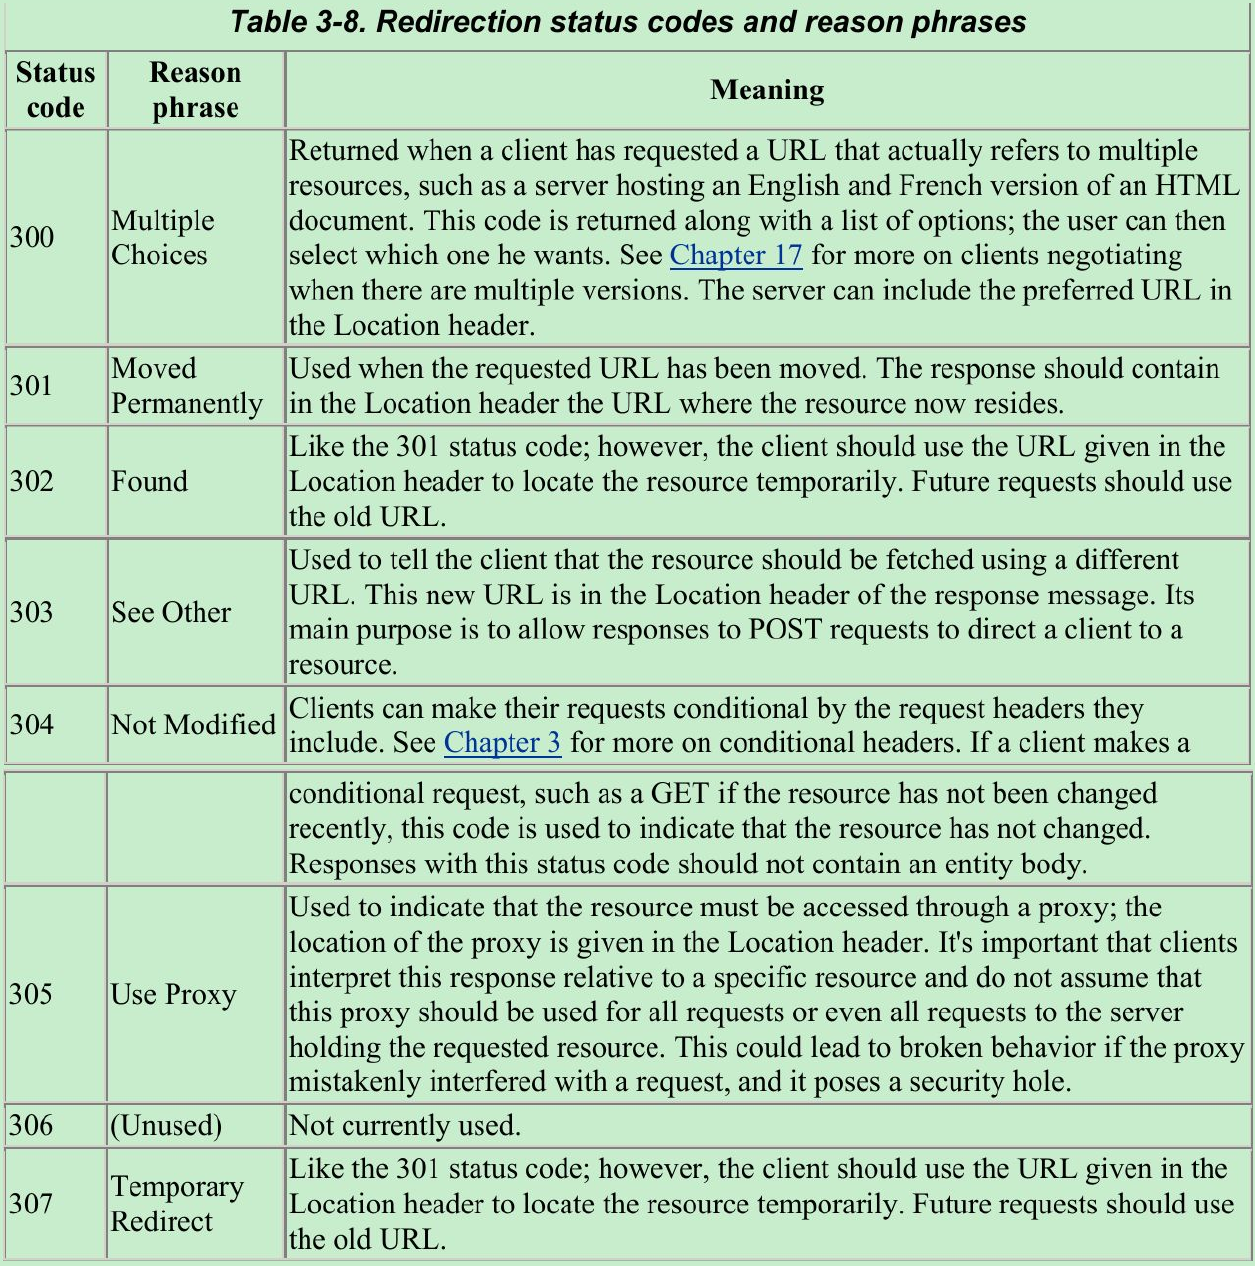 Table 3-8. Redirection status codes and reason phrases
Status
code
Reason
phrase
Meaning
300
Multiple
Choices
Returned when a client has requested a URL that actually refers to multiple
resources, such as a server hosting an English and French version of an HTML
document. This code is returned along with a list of options; the user can then
select which one he wants. See Chapter 17 for more on clients negotiating
when there are multiple versions. The server can include the preferred URL in
the Location header.
301
Moved
Permanently
Used when the requested URL has been moved. The response should contain
in the Location header the URL where the resource now resides.
302
Found
Like the 301 status code; however, the client should use the URL given in the
Location header to locate the resource temporarily. Future requests should use
the old URL.
303
See Other
Used to tell the client that the resource should be fetched using a different
URL. This new URL is in the Location header of the response message. Its
main purpose is to allow responses to POST requests to direct a client to a
resource.
304
Not Modified
Clients can make their requests conditional by the request headers they
include. See Chapter 3 for more on conditional headers. If a client makes a
conditional request, such as a GET if the resource has not been changed
recently, this code is used to indicate that the resource has not changed.
Responses with this status code should not contain an entity body.
305
Use Proxy
Used to indicate that the resource must be accessed through a proxy; the
location of the proxy is given in the Location header. It's important that clients
interpret this response relative to a specific resource and do not assume that
this proxy should be used for all requests or even all requests to the server
holding the requested resource. This could lead to broken behavior if the proxy
mistakenly interfered with a request, and it poses a security hole.
306
(Unused)
Not currently used.
307
Temporary
Redirect
Like the 301 status code; however, the client should use the URL given in the
Location header to locate the resource temporarily. Future requests should use
the old URL.